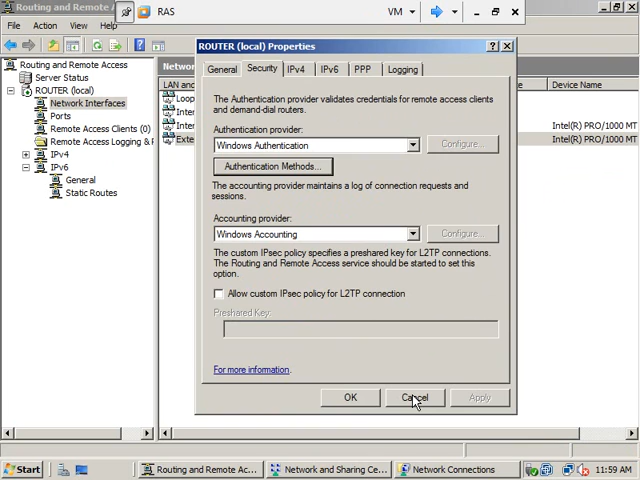 Routing and Remote Access
RAS
VM
File
Action
View
Help
ROUTER (local) Properties
General
Security
IPv4
IPv6
PPP
Logging
The Authentication provider validates credentials for remote access clients
and demand-dial routers.
Authentication provider:
Windows Authentication
Configure...
Authentication Methods...
The accounting provider maintains a log of connection requests and
sessions.
Accounting provider:
Windows Accounting
Configure...
The custom IPsec policy specifies a preshared key for L2TP connections.
The Routing and Remote Access service should be started to set this
option.
Allow custom IPsec policy for L2TP connection
Preshared Key:
For more information.
OK
Cancel
Apply
Routing and Remote Access
Server Status
ROUTER (local)
Network Interfaces
Ports
Remote Access Clients (0)
Remote Access Logging & P
IPv4
IPv6
General
Static Routes
Netwo
LAN and
Device Name
Loop
Inter
Intel(R) PRO/1000 MT
Inter
Exte
Intel(R) PRO/1000 MT
Start
Routing and Remote Ac...
Network and Sharing Ce...
Network Connections
11:59 AM